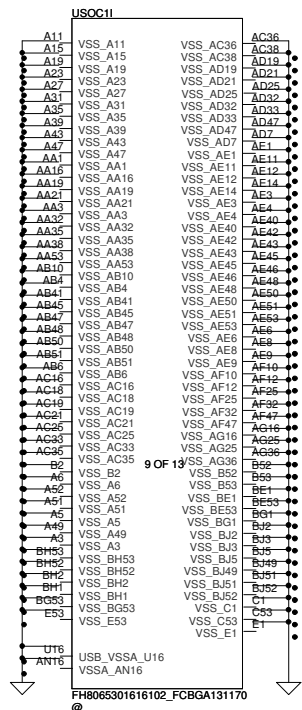 USOC1I
A11
A15
A19
A23
A27
A31
A35
A39
A43
A47
AA1
AA16
AA19
AA21
AA3
AA32
AA35
AA38
AA53
AB10
AB4
AB41
AB45
AB47
AB48
AB50
AB51
AB6
AC16
AC18
AC19
AC21
AC25
AC33
AC35
B2
A6
A52
A51
A5
A49
A3
BH53
BH52
BH2
BH1
BG53
E53
U16
AN16
VSS_A11
VSS_A15
VSS_A19
VSS_A23
VSS_A27
VSS_A31
VSS_A35
VSS_A39
VSS_A43
VSS_A47
VSS_AA1
VSS_AA16
VSS_AA19
VSS_AA21
VSS_AA3
VSS_AA32
VSS_AA35
VSS_AA38
VSS_AA53
VSS_AB10
VSS_AB4
VSS_AB41
VSS_AB45
VSS_AB47
VSS_AB48
VSS_AB50
VSS_AB51
VSS_AB6
VSS_AC16
VSS_AC18
VSS_AC19
VSS_AC21
VSS_AC25
VSS_AC33
VSS_AC35
VSS_B2
VSS_A6
VSS_A52
VSS_A51
VSS_A5
VSS_A49
VSS_A3
VSS_BH53
VSS_BH52
VSS_BH2
VSS_BH1
VSS_BG53
VSS_E53
USB_VSSA_U16
VSSA_AN16
9 OF 13
VSS_AC36
VSS_AC38
VSS_AD19
VSS_AD21
VSS_AD25
VSS_AD32
VSS_AD33
VSS_AD47
VSS_AD7
VSS_AE1
VSS_AE11
VSS_AE12
VSS_AE14
VSS_AE3
VSS_AE4
VSS_AE40
VSS_AE42
VSS_AE43
VSS_AE45
VSS_AE46
VSS_AE48
VSS_AE50
VSS_AE51
VSS_AE53
VSS_AE6
VSS_AE8
VSS_AE9
VSS_AF10
VSS_AF12
VSS_AF25
VSS_AF32
VSS_AF47
VSS_AG16
VSS_AG25
VSS_AG36
VSS_B52
VSS_B53
VSS_BE1
VSS_BE53
VSS_BG1
VSS_BJ2
VSS_BJ3
VSS_BJ5
VSS_BJ49
VSS_BJ51
VSS_BJ52
VSS_C1
VSS_C53
VSS_E1
AC36
AC38
AD19
AD21
AD25
AD32
AD33
AD47
AD7
AE1
AE11
AE12
AE14
AE3
AE4
AE40
AE42
AE43
AE45
AE46
AE48
AE50
AE51
AE53
AE6
AE8
AE9
AF10
AF12
AF25
AF32
AF47
AG16
AG25
AG36
B52
B53
BE1
BE53
BG1
BJ2
BJ3
BJ5
BJ49
BJ51
BJ52
C1
C53
E1
FH8065301616102_FCBGA131170
@